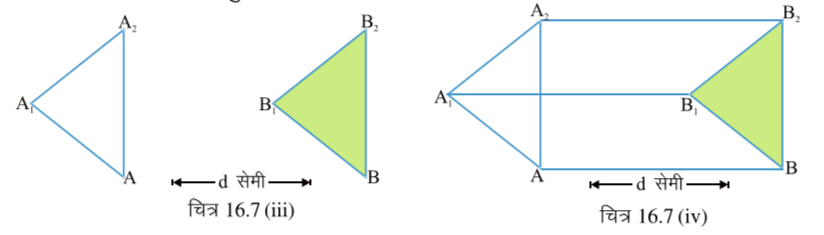 A₂
A₁
A
B₂
B₁
B
d सेमी
चित्र 16.7 (iii)
A₂
B₂
A₁
B₁
A
B
d सेमी
चित्र 16.7 (iv)